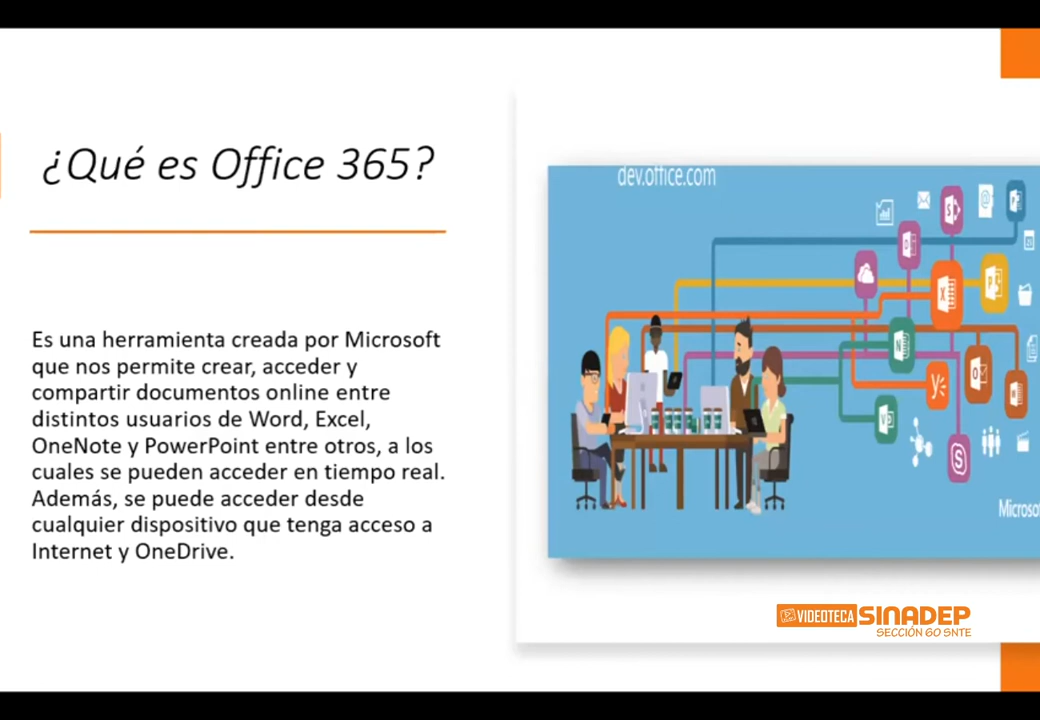 ¿Qué es Office 365?
Es una herramienta creada por Microsoft
que nos permite crear, acceder y
compartir documentos online entre
distintos usuarios de Word, Excel,
OneNote y PowerPoint entre otros, a los
cuales se pueden acceder en tiempo real.
Además, se puede acceder desde
cualquier dispositivo que tenga acceso a
Internet y OneDrive.
dev.office.com
Microso
VIDEOTECA SINADEP
SECCIÓN 60 SNTE